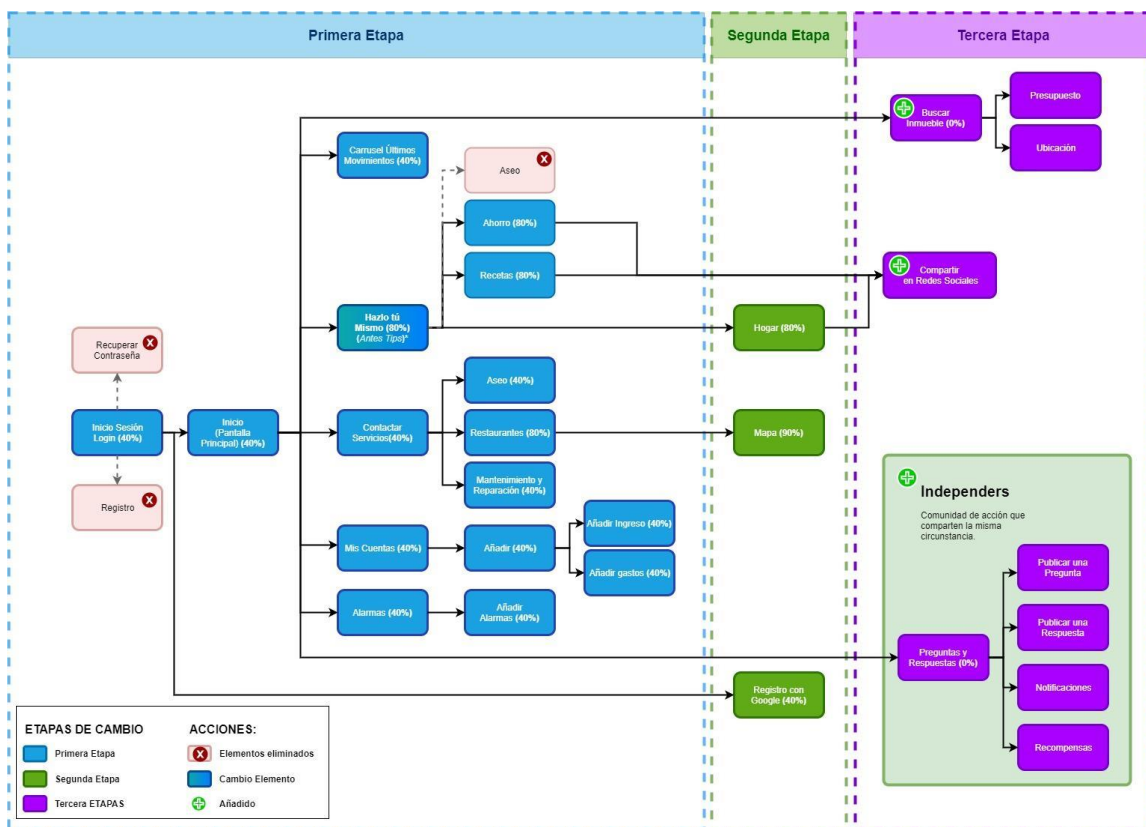 Primera Etapa
Segunda Etapa
Tercera Etapa
Buscar
Inmueble (0%)
Presupuesto
Ubicación
Carrusel Últimos
Movimientos (40%)
Aseo
Ahorro (80%)
Recetas (80%)
Compartir
en Redes Sociales
Hazlo tú
Mismo (80%)
(Antes Tips)*
Hogar (80%)
Recuperar
Contraseña
Inicio Sesión
Login (40%)
Registro
Inicio
(Pantalla
Principal) (40%)
Contactar
Servicios(40%)
Aseo (40%)
Restaurantes (80%)
Mantenimiento y
Reparación (40%)
Mapa (90%)
Mis Cuentas (40%)
Añadir (40%)
Añadir Ingreso (40%)
Añadir gastos (40%)
Alarmas (40%)
Añadir
Alarmas (40%)
Independers
Comunidad de acción que
comparten la misma
circunstancia.
Preguntas y
Respuestas (0%)
Publicar una
Pregunta
Publicar una
Respuesta
Notificaciones
Recompensas
Registro con
Google (40%)
ETAPAS DE CAMBIO
Primera Etapa
Segunda Etapa
Tercera ETAPAS
ACCIONES:
Elementos eliminados
Cambio Elemento
Añadido